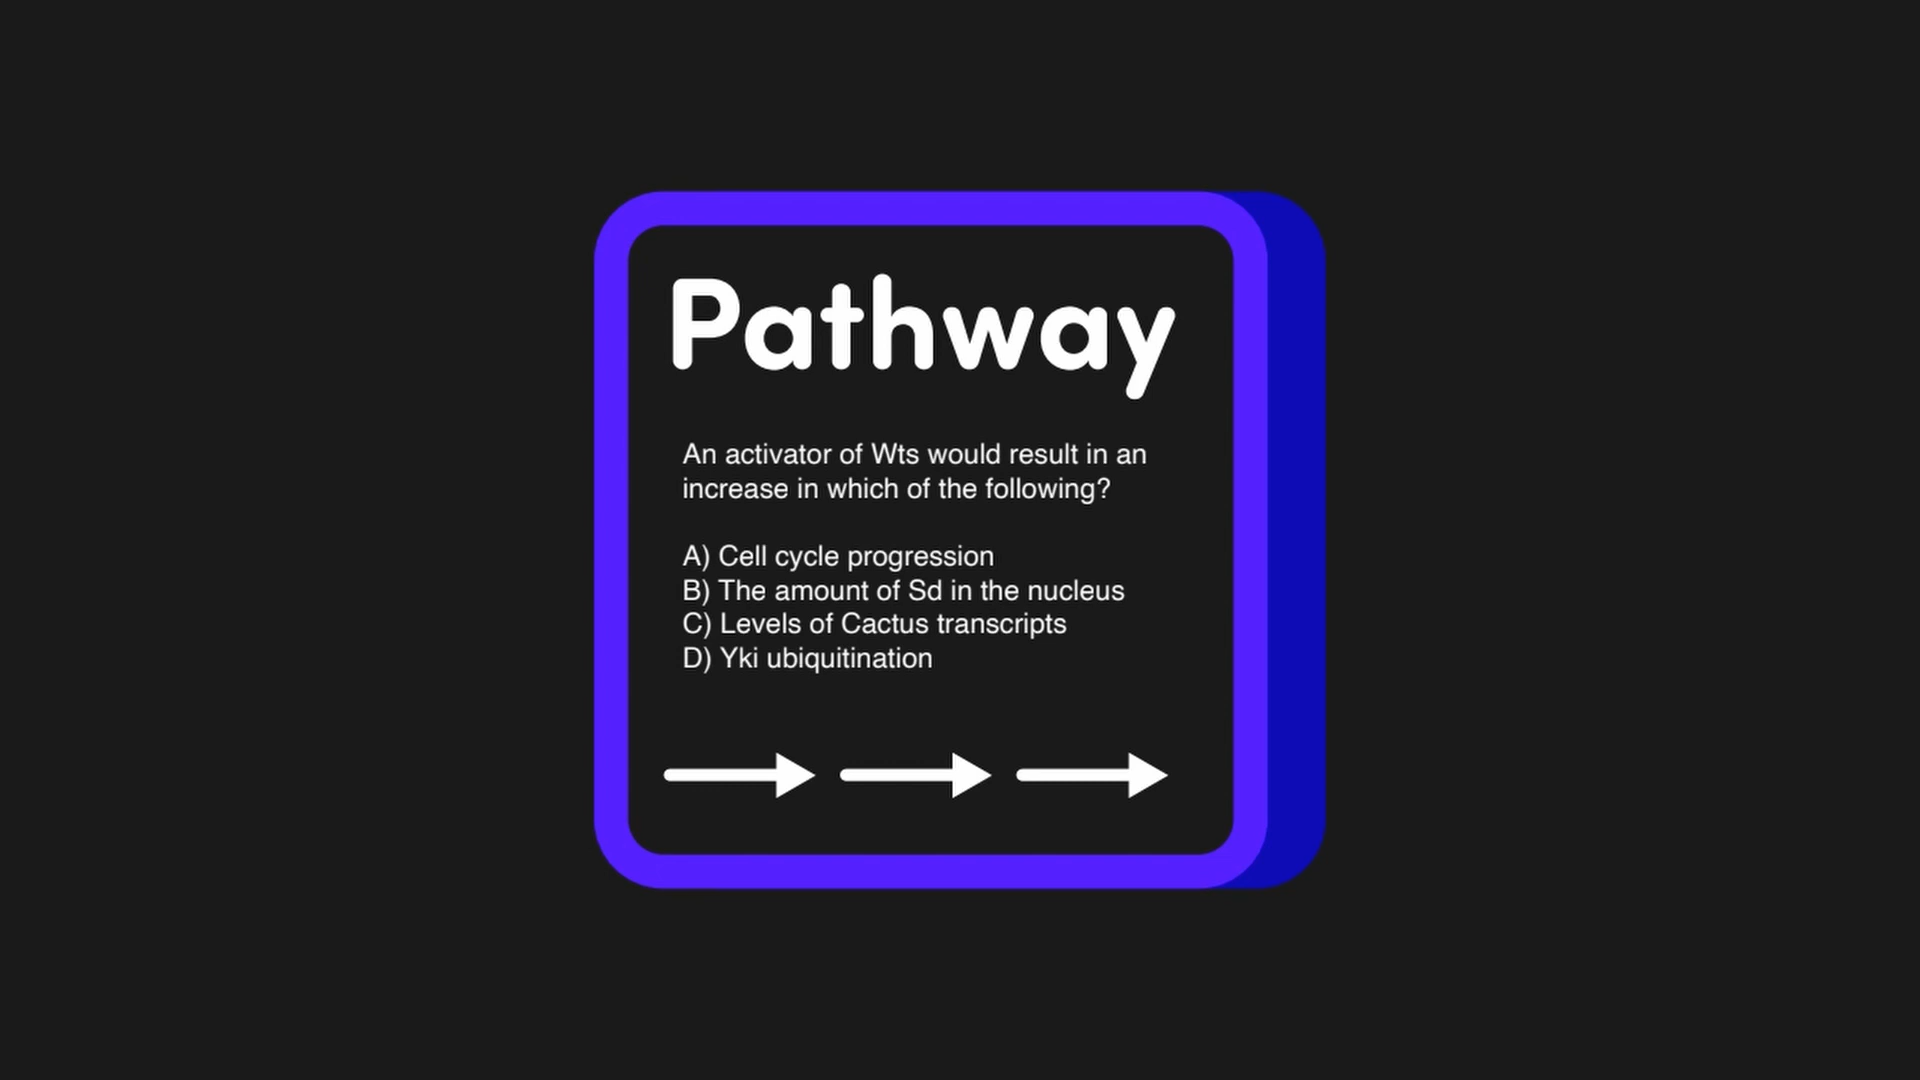 Pathway
An activator of Wts would result in an
increase in which of the following?
A) Cell cycle progression
B) The amount of Sd in the nucleus
C) Levels of Cactus transcripts
D) Yki ubiquitination